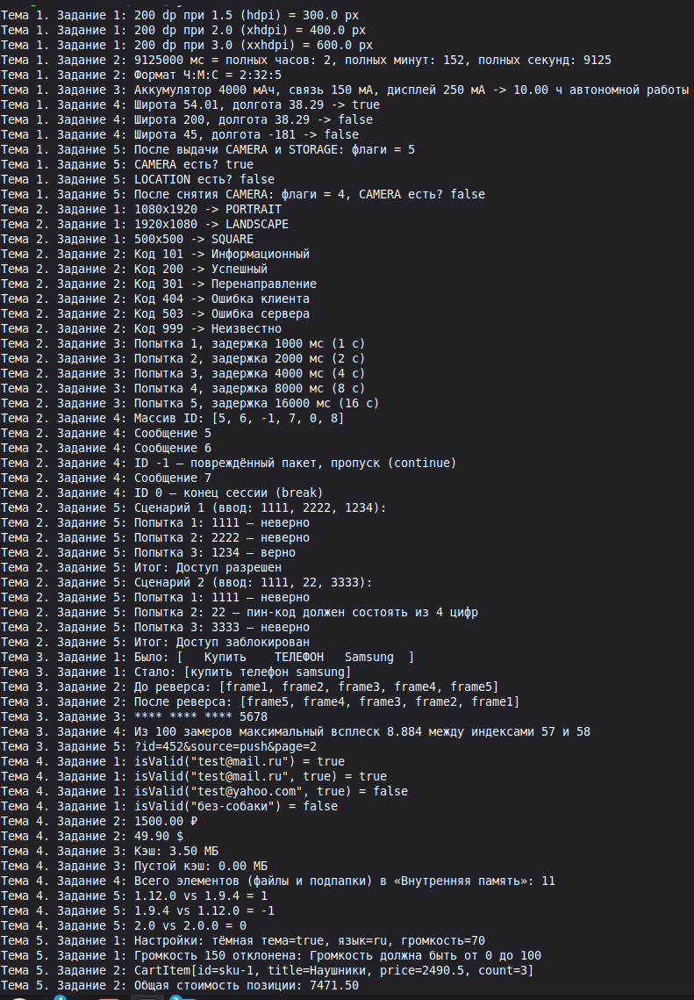 Тема 1. Задание 1: 200 dp при 1.5 (hdpi) = 300.0 px
Тема 1. Задание 1: 200 dp при 2.0 (xhdpi) = 400.0 px
Тема 1. Задание 1: 200 dp при 3.0 (xxhdpi) = 600.0 px
Тема 1. Задание 2: 9125000 мс = полных часов: 2, полных минут: 152, полных секунд: 9125
Тема 1. Задание 2: Формат Ч:М:С = 2:32:5
Тема 1. Задание 3: Аккумулятор 4000 мАч, связь 150 мА, дисплей 250 мА -> 10.00 ч автономной работы
Тема 1. Задание 4: Широта 54.01, долгота 38.29 -> true
Тема 1. Задание 4: Широта 200, долгота 38.29 -> false
Тема 1. Задание 4: Широта 45, долгота -181 -> false
Тема 1. Задание 5: После выдачи CAMERA и STORAGE: флаги = 5
Тема 1. Задание 5: CAMERA есть? true
Тема 1. Задание 5: LOCATION есть? false
Тема 1. Задание 5: После снятия CAMERA: флаги = 4, CAMERA есть? false
Тема 2. Задание 1: 1080x1920 -> PORTRAIT
Тема 2. Задание 1: 1920x1080 -> LANDSCAPE
Тема 2. Задание 1: 500x500 -> SQUARE
Тема 2. Задание 2: Код 101 -> Информационный
Тема 2. Задание 2: Код 200 -> Успешный
Тема 2. Задание 2: Код 301 -> Перенаправление
Тема 2. Задание 2: Код 404 -> Ошибка клиента
Тема 2. Задание 2: Код 503 -> Ошибка сервера
Тема 2. Задание 2: Код 999 -> Неизвестно
Тема 2. Задание 3: Попытка 1, задержка 1000 мс (1 с)
Тема 2. Задание 3: Попытка 2, задержка 2000 мс (2 с)
Тема 2. Задание 3: Попытка 3, задержка 4000 мс (4 с)
Тема 2. Задание 3: Попытка 4, задержка 8000 мс (8 с)
Тема 2. Задание 3: Попытка 5, задержка 16000 мс (16 с)
Тема 2. Задание 4: Массив ID: [5, 6, -1, 7, 0, 8]
Тема 2. Задание 4: Сообщение 5
Тема 2. Задание 4: Сообщение 6
Тема 2. Задание 4: ID -1 — повреждённый пакет, пропуск (continue)
Тема 2. Задание 4: Сообщение 7
Тема 2. Задание 4: ID 0 — конец сессии (break)
Тема 2. Задание 5: Сценарий 1 (ввод: 1111, 2222, 1234):
Тема 2. Задание 5: Попытка 1: 1111 — неверно
Тема 2. Задание 5: Попытка 2: 2222 — неверно
Тема 2. Задание 5: Попытка 3: 1234 — верно
Тема 2. Задание 5: Итог: Доступ разрешен
Тема 2. Задание 5: Сценарий 2 (ввод: 1111, 22, 3333):
Тема 2. Задание 5: Попытка 1: 1111 — неверно
Тема 2. Задание 5: Попытка 2: 22 — пин-код должен состоять из 4 цифр
Тема 2. Задание 5: Попытка 3: 3333 — неверно
Тема 2. Задание 5: Итог: Доступ заблокирован
Тема 3. Задание 1: Было: [   Купить    ТЕЛЕФОН   Samsung  ]
Тема 3. Задание 1: Стало: [купить телефон samsung]
Тема 3. Задание 2: До реверса: [frame1, frame2, frame3, frame4, frame5]
Тема 3. Задание 2: После реверса: [frame5, frame4, frame3, frame2, frame1]
Тема 3. Задание 3: **** **** **** 5678
Тема 3. Задание 4: Из 100 замеров максимальный всплеск 8.884 между индексами 57 и 58
Тема 3. Задание 5: ?id=452&source=push&page=2
Тема 4. Задание 1: isValid("test@mail.ru") = true
Тема 4. Задание 1: isValid("test@mail.ru", true) = true
Тема 4. Задание 1: isValid("test@yahoo.com", true) = false
Тема 4. Задание 1: isValid("без-собаки") = false
Тема 4. Задание 2: 1500.00 ₽
Тема 4. Задание 2: 49.90 $
Тема 4. Задание 3: Кэш: 3.50 МБ
Тема 4. Задание 3: Пустой кэш: 0.00 МБ
Тема 4. Задание 4: Всего элементов (файлы и подпапки) в «Внутренняя память»: 11
Тема 4. Задание 5: 1.12.0 vs 1.9.4 = 1
Тема 4. Задание 5: 1.9.4 vs 1.12.0 = -1
Тема 4. Задание 5: 2.0 vs 2.0.0 = 0
Тема 5. Задание 1: Настройки: тёмная тема=true, язык=ru, громкость=70
Тема 5. Задание 1: Громкость 150 отклонена: Громкость должна быть от 0 до 100
Тема 5. Задание 2: CartItem[id=sku-1, title=Наушники, price=2490.5, count=3]
Тема 5. Задание 2: Общая стоимость позиции: 7471.50